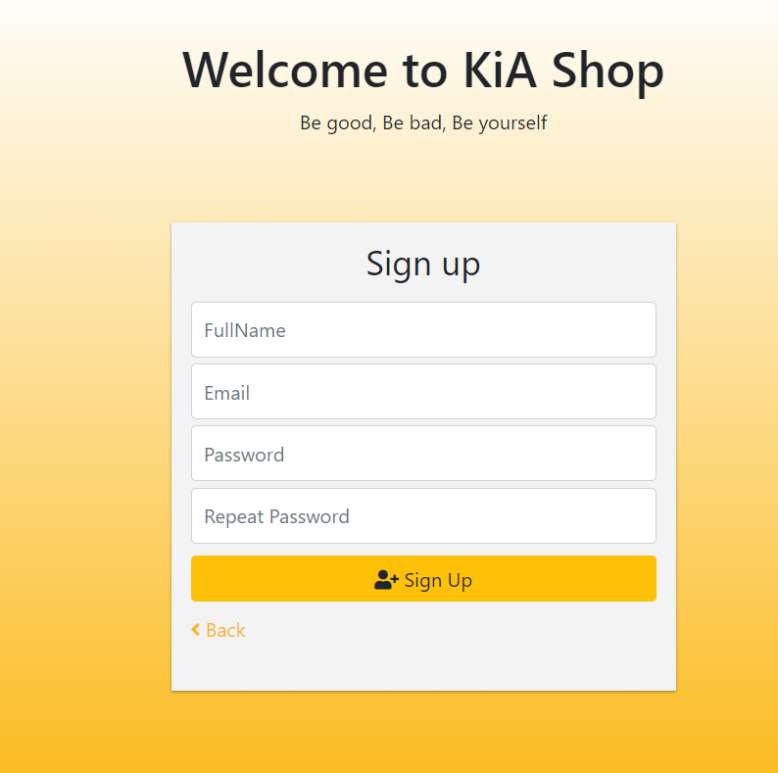 Welcome to KiA Shop
Be good, Be bad, Be yourself
Sign up
FullName
Email
Password
Repeat Password
Sign Up
Back